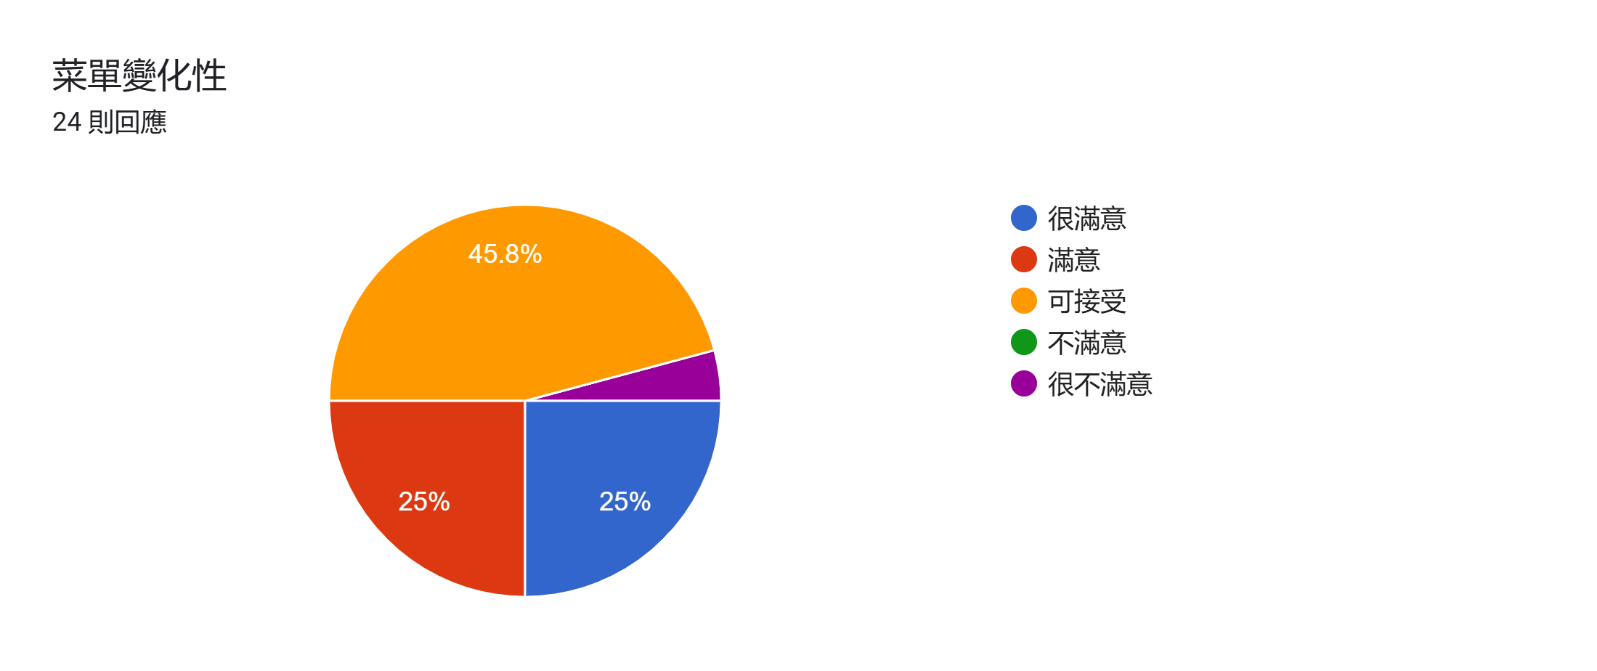 菜單變化性
24 則回應
45.8%
25%
25%
很滿意
滿意
可接受
不滿意
很不滿意